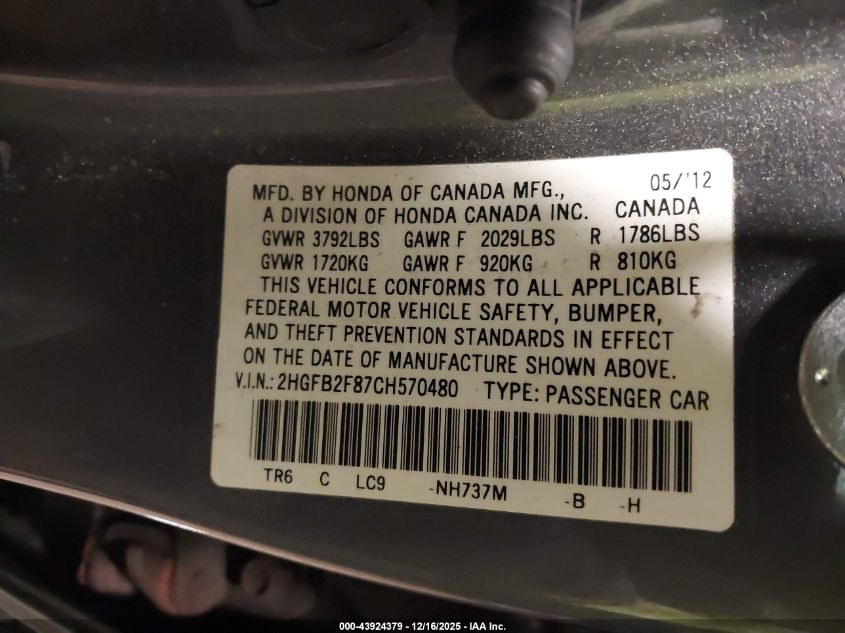 MFD. BY HONDA OF CANADA MFG., 05/'12
A DIVISION OF HONDA CANADA INC. CANADA
GVWR 3792LBS GAWR F 2029LBS R 1786LBS
GVWR 1720KG GAWR F 920KG R 810KG
THIS VEHICLE CONFORMS TO ALL APPLICABLE
FEDERAL MOTOR VEHICLE SAFETY, BUMPER,
AND THEFT PREVENTION STANDARDS IN EFFECT
ON THE DATE OF MANUFACTURE SHOWN ABOVE.
V.I.N.: 2HGFB2F87CH570480 TYPE: PASSENGER CAR
TR6 C LC9 -NH737M -B -H
000-43924379 - 12/16/2025 - IAA Inc.